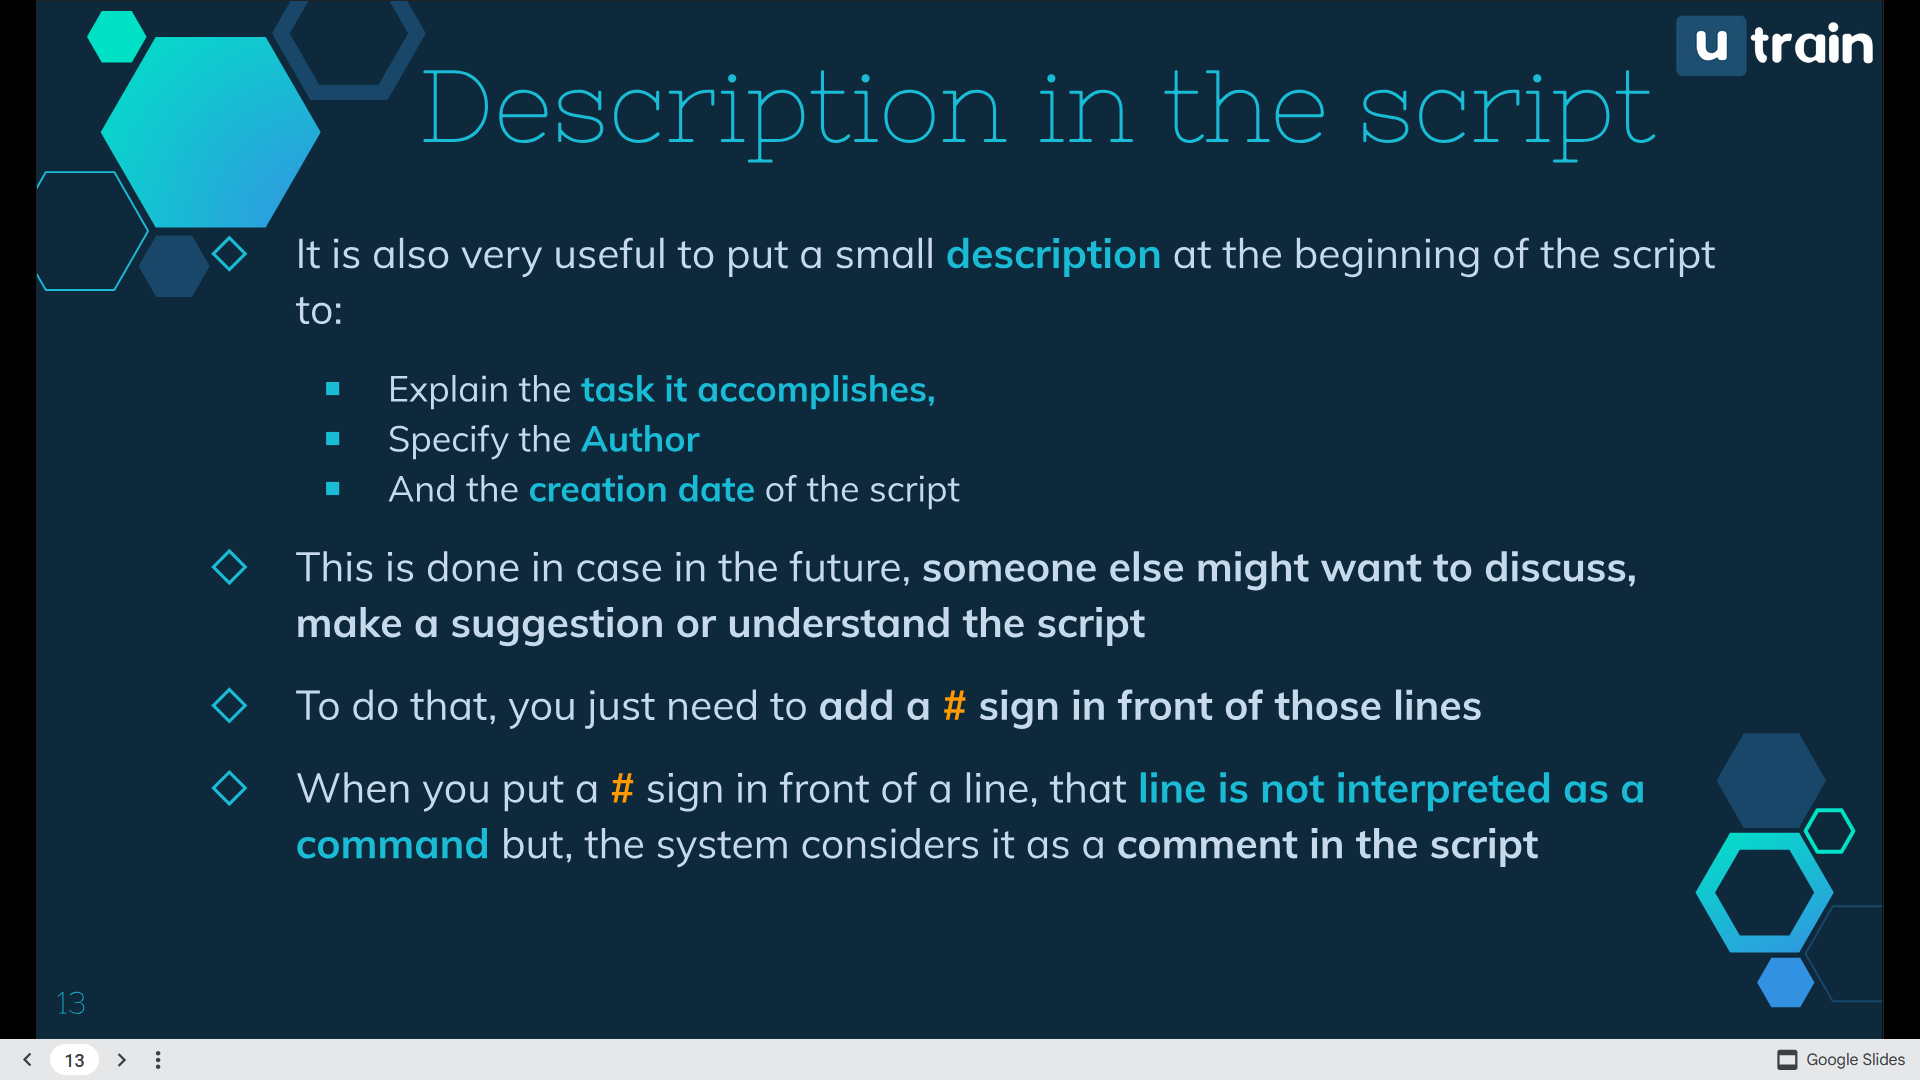 u train
Description in the script
It is also very useful to put a small description at the beginning of the script
to:
Explain the task it accomplishes,
Specify the Author
And the creation date of the script
This is done in case in the future, someone else might want to discuss,
make a suggestion or understand the script
To do that, you just need to add a # sign in front of those lines
When you put a # sign in front of a line, that line is not interpreted as a
command but, the system considers it as a comment in the script
13
13
Google Slides